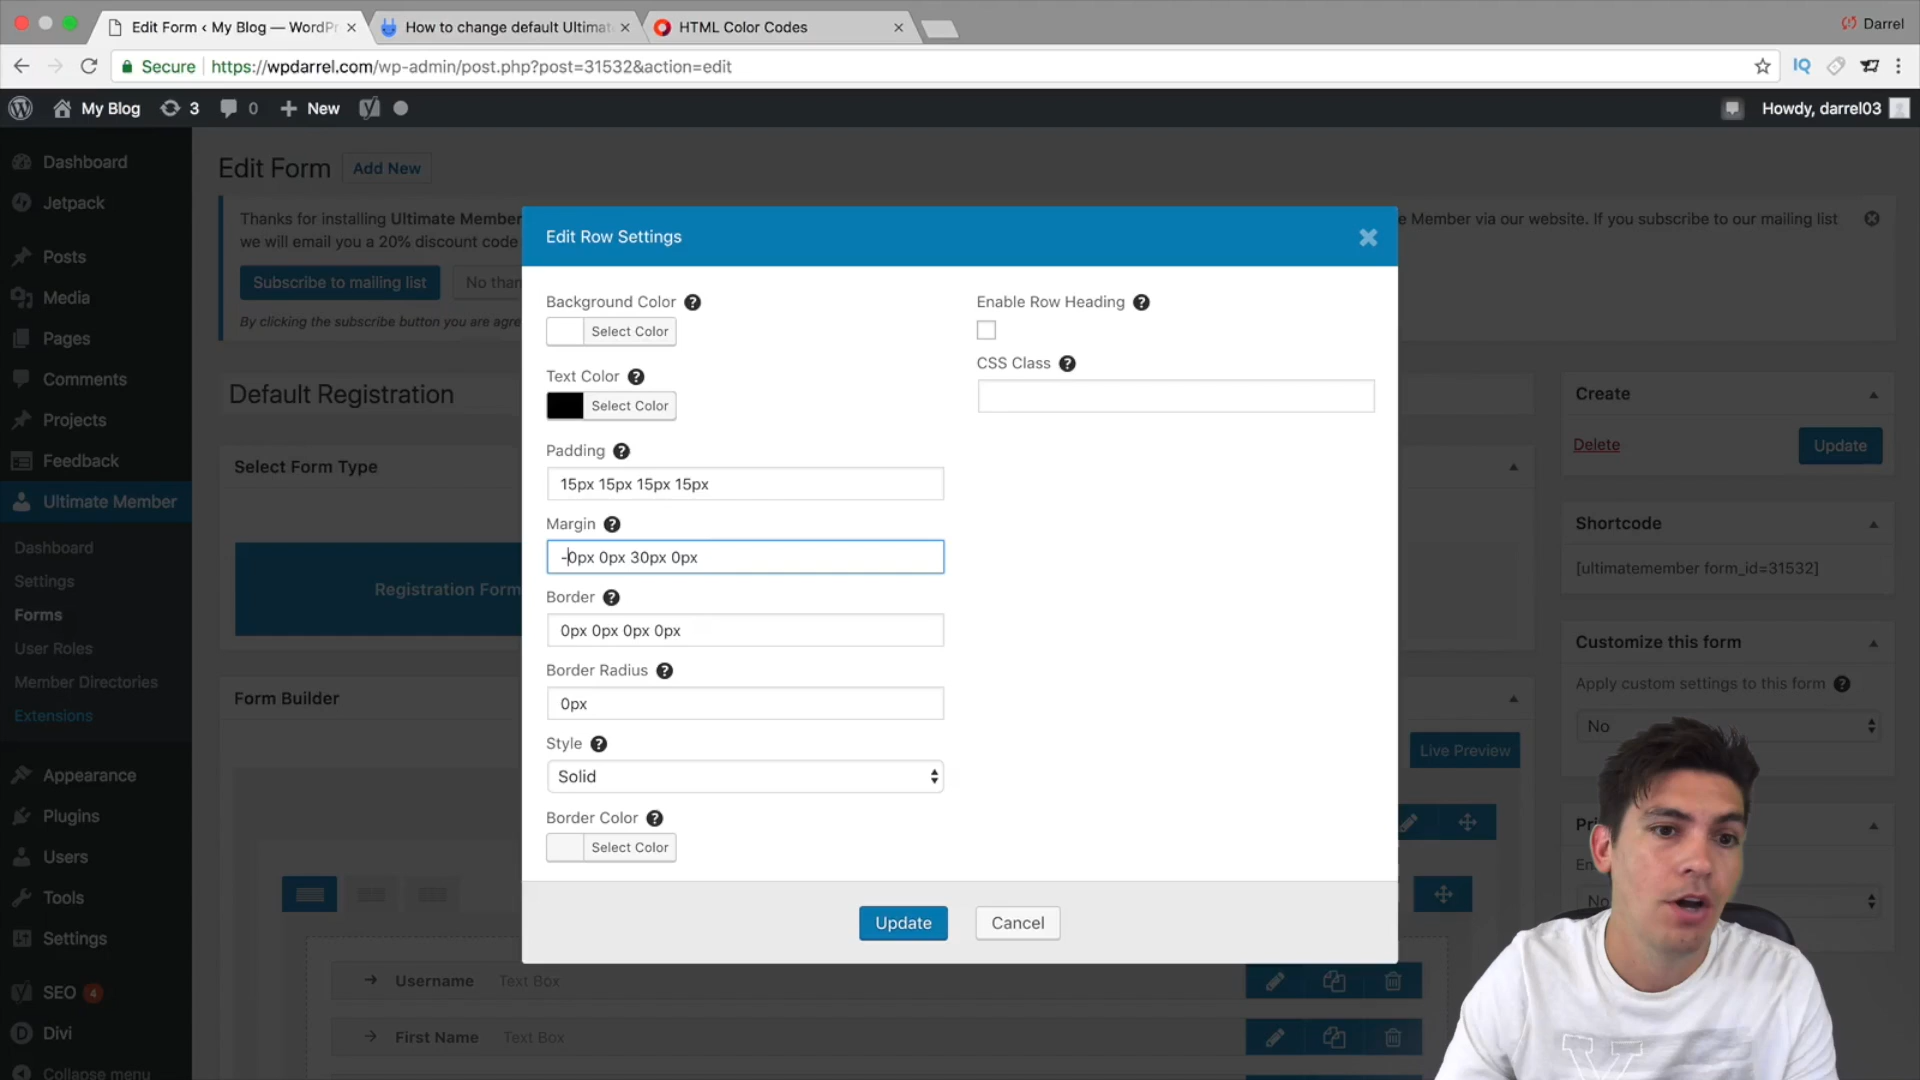 Edit Form ‹ My Blog — WordPr
How to change default Ultima
HTML Color Codes
Darrel
Secure
https://wpdarrel.com/wp-admin/post.php?post=31532&action=edit
IQ
My Blog
3
0
New
Howdy, darrel03
Dashboard
Jetpack
Posts
Media
Pages
Comments
Projects
Feedback
Ultimate Member
Dashboard
Settings
Forms
User Roles
Member Directories
Extensions
Appearance
Plugins
Users
Tools
Settings
SEO 4
Divi
Collapse menu
Edit Form
Add New
Thanks for installing Ultimate Member
e Member via our website. If you subscribe to our mailing list
we will email you a 20% discount code
Subscribe to mailing list
No than
By clicking the subscribe button you are agre
Default Registration
Select Form Type
Registration Form
Form Builder
Edit Row Settings
Background Color
Select Color
Text Color
Select Color
Padding
15px 15px 15px 15px
Margin
-0px 0px 30px 0px
Border
0px 0px 0px 0px
Border Radius
0px
Style
Solid
Border Color
Select Color
Enable Row Heading
CSS Class
Update
Cancel
Username Text Box
First Name Text Box
Create
Delete
Update
Shortcode
[ultimatemember form_id=31532]
Customize this form
Apply custom settings to this form
No
Live Preview
Pri
En
No